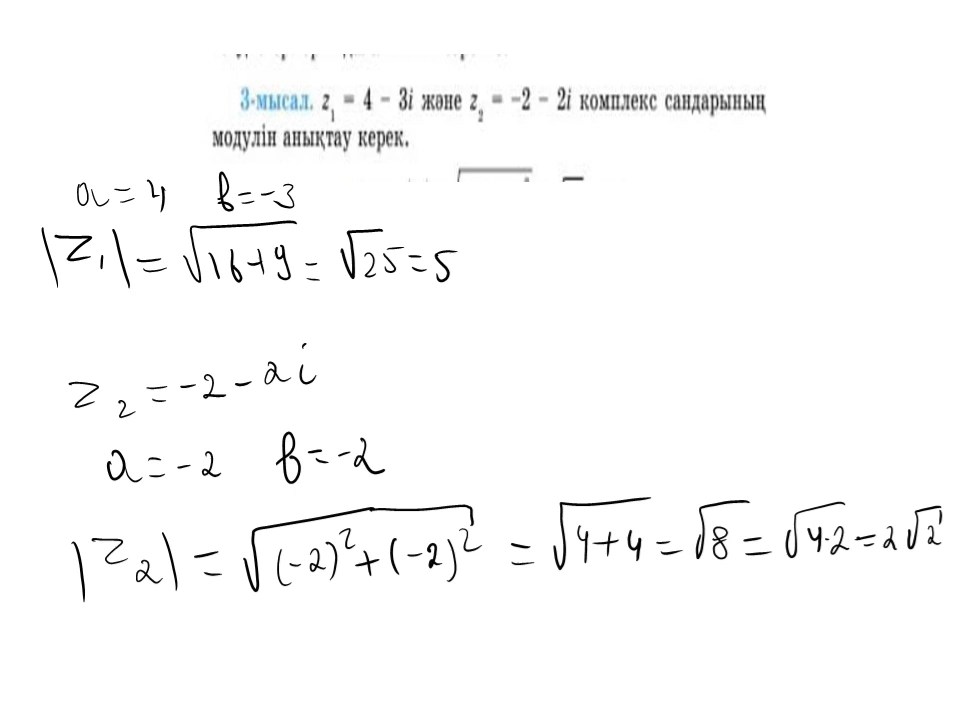 3-мысал. z₁ = 4 − 3i және z₂ = −2 − 2i комплекс сандарының
модулін анықтау керек.
a=4 b=-3
|z₁| = √(16+9) = √25 = 5
z₂ = -2 - 2i
a=-2 b=-2
|z₂| = √((-2)²+(-2)²) = √(4+4) = √8 = √(4·2) = 2√2